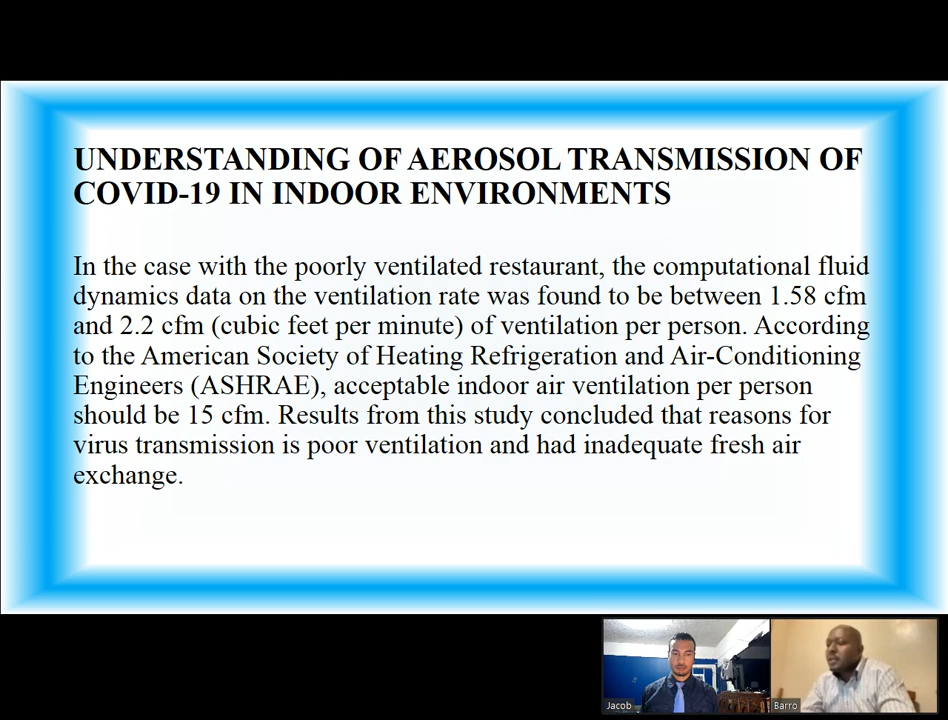 UNDERSTANDING OF AEROSOL TRANSMISSION OF
COVID-19 IN INDOOR ENVIRONMENTS
In the case with the poorly ventilated restaurant, the computational fluid
dynamics data on the ventilation rate was found to be between 1.58 cfm
and 2.2 cfm (cubic feet per minute) of ventilation per person. According
to the American Society of Heating Refrigeration and Air-Conditioning
Engineers (ASHRAE), acceptable indoor air ventilation per person
should be 15 cfm. Results from this study concluded that reasons for
virus transmission is poor ventilation and had inadequate fresh air
exchange.
Jacob
Barro